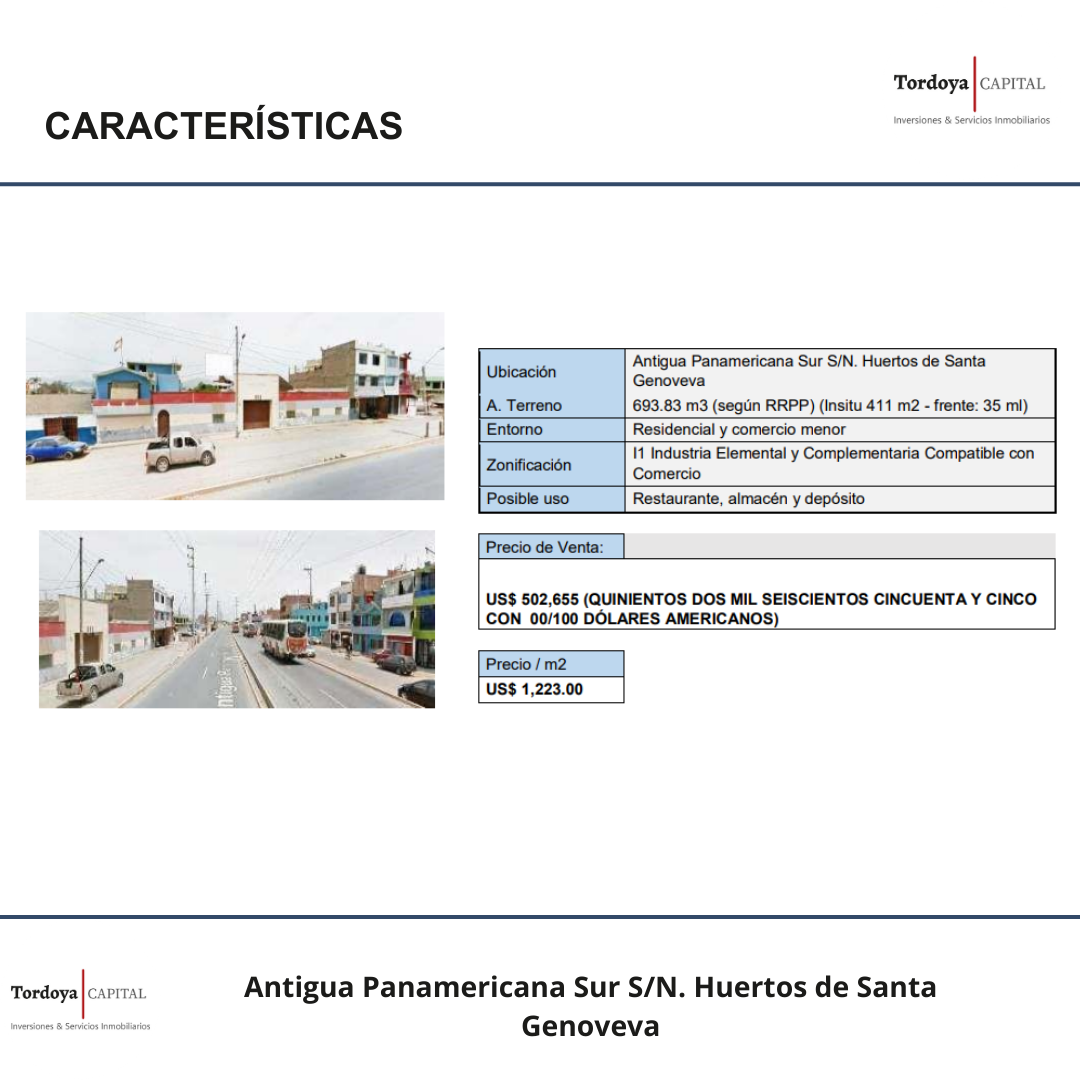 Tordoya CAPITAL
Inversiones & Servicios Inmobiliarios
CARACTERÍSTICAS
Ubicación
Antigua Panamericana Sur S/N. Huertos de Santa
Genoveva
A. Terreno
693.83 m3 (según RRPP) (Insitu 411 m2 - frente: 35 ml)
Entorno
Residencial y comercio menor
Zonificación
I1 Industria Elemental y Complementaria Compatible con
Comercio
Posible uso
Restaurante, almacén y depósito
Precio de Venta:
US$ 502,655 (QUINIENTOS DOS MIL SEISCIENTOS CINCUENTA Y CINCO
CON 00/100 DÓLARES AMERICANOS)
Precio / m2
US$ 1,223.00
Tordoya CAPITAL
Inversiones & Servicios Inmobiliarios
Antigua Panamericana Sur S/N. Huertos de Santa
Genoveva